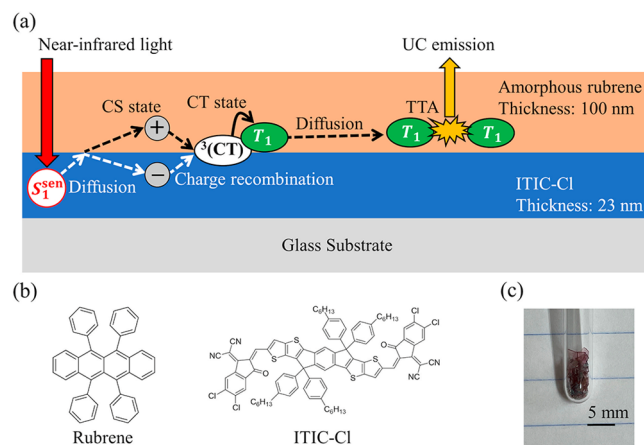 (a)
Near-infrared light
UC emission
Amorphous rubrene
Thickness: 100 nm
CS state
CT state
TTA
+
³(CT)
T₁
Diffusion
T₁
T₁
−
S₁ˢᵉⁿ
Diffusion
Charge recombination
ITIC-Cl
Thickness: 23 nm
Glass Substrate
(b)
(c)
C₆H₁₃
C₆H₁₃
Cl
Cl
CN
NC
S
S
O
O
S
S
CN
NC
Cl
Cl
C₆H₁₃
C₆H₁₃
5 mm
Rubrene
ITIC-Cl